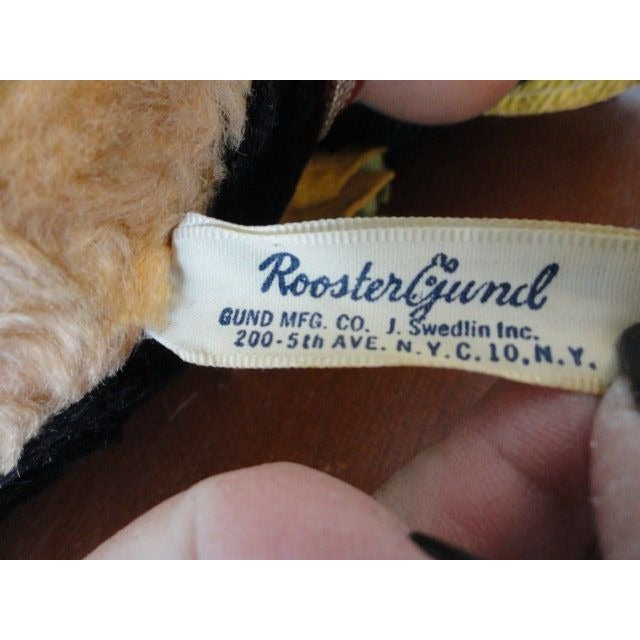 RoosterGund
GUND MFG. CO. J. Swedlin Inc.
200-5th AVE. N.Y.C. 10, N.Y.